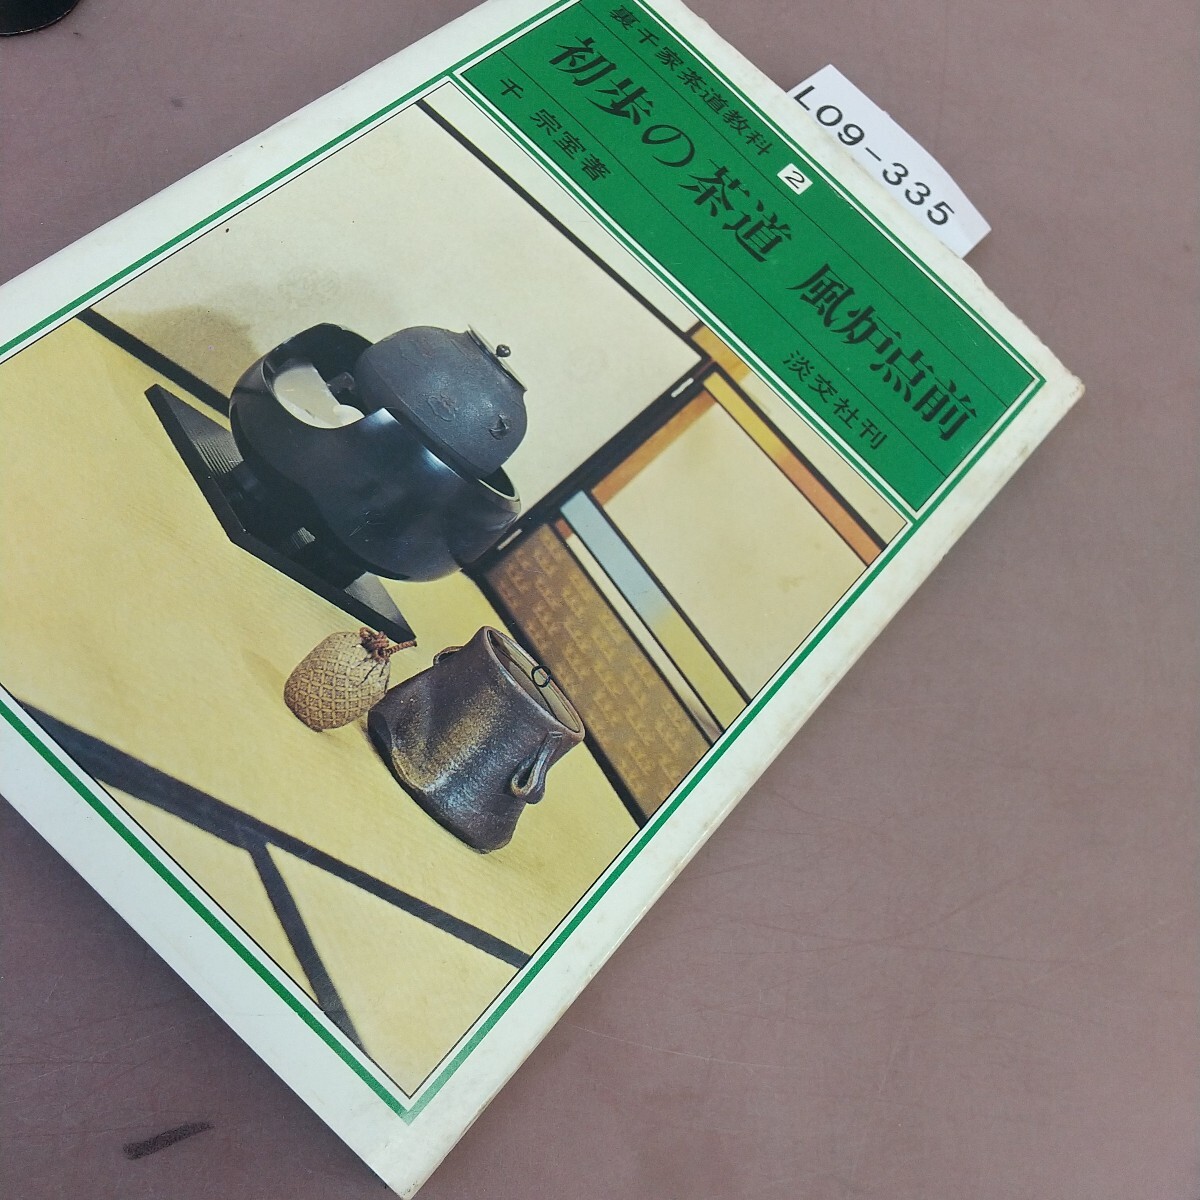 裏千家茶道教科 2
初歩の茶道 風炉点前
千 宗室著
淡交社刊
L09-335